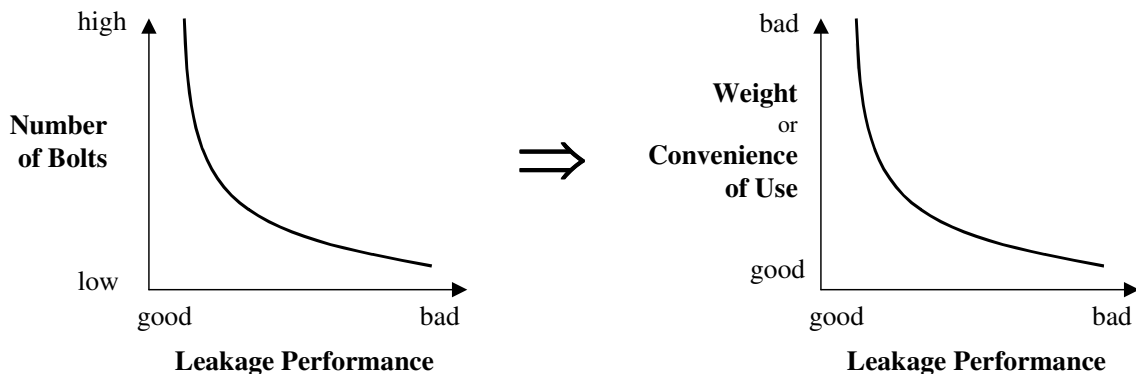 high
Number
of Bolts
low
good
bad
Leakage Performance
⇒
bad
Weight
or
Convenience
of Use
good
good
bad
Leakage Performance